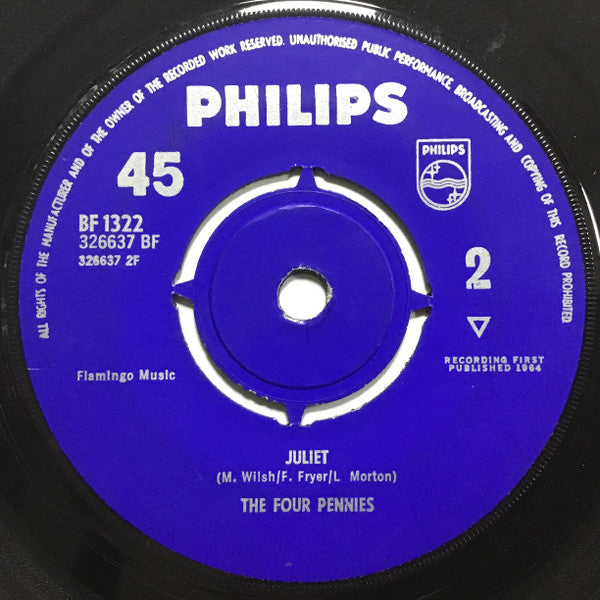 ALL RIGHTS OF THE MANUFACTURER AND OF THE OWNER OF THE RECORDED WORK RESERVED. UNAUTHORISED PUBLIC PERFORMANCE, BROADCASTING AND COPYING OF THIS RECORD PROHIBITED.
PHILIPS
45
PHILIPS
BF 1322
326637 BF
326637 2F
2
Flamingo Music
RECORDING FIRST
PUBLISHED 1964
JULIET
(M. Wilsh/F. Fryer/L Morton)
THE FOUR PENNIES